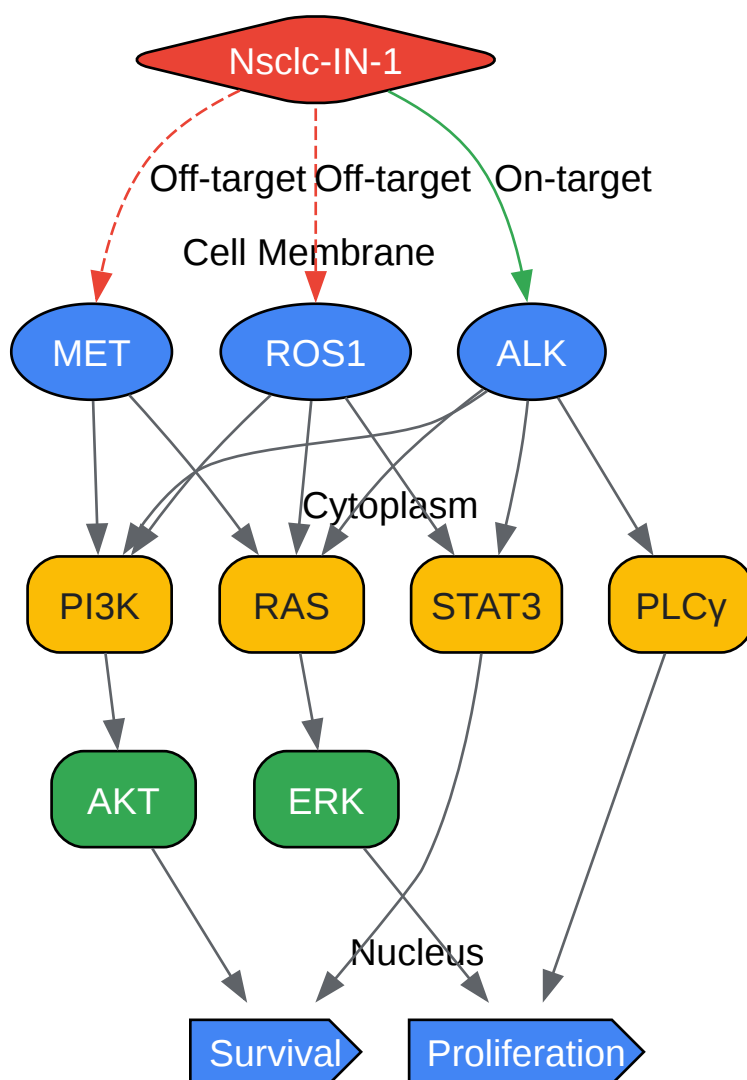 Nsclc-IN-1
Off-target
Off-target
On-target
Cell Membrane
MET
ROS1
ALK
Cytoplasm
PI3K
RAS
STAT3
PLCγ
AKT
ERK
Nucleus
Survival
Proliferation